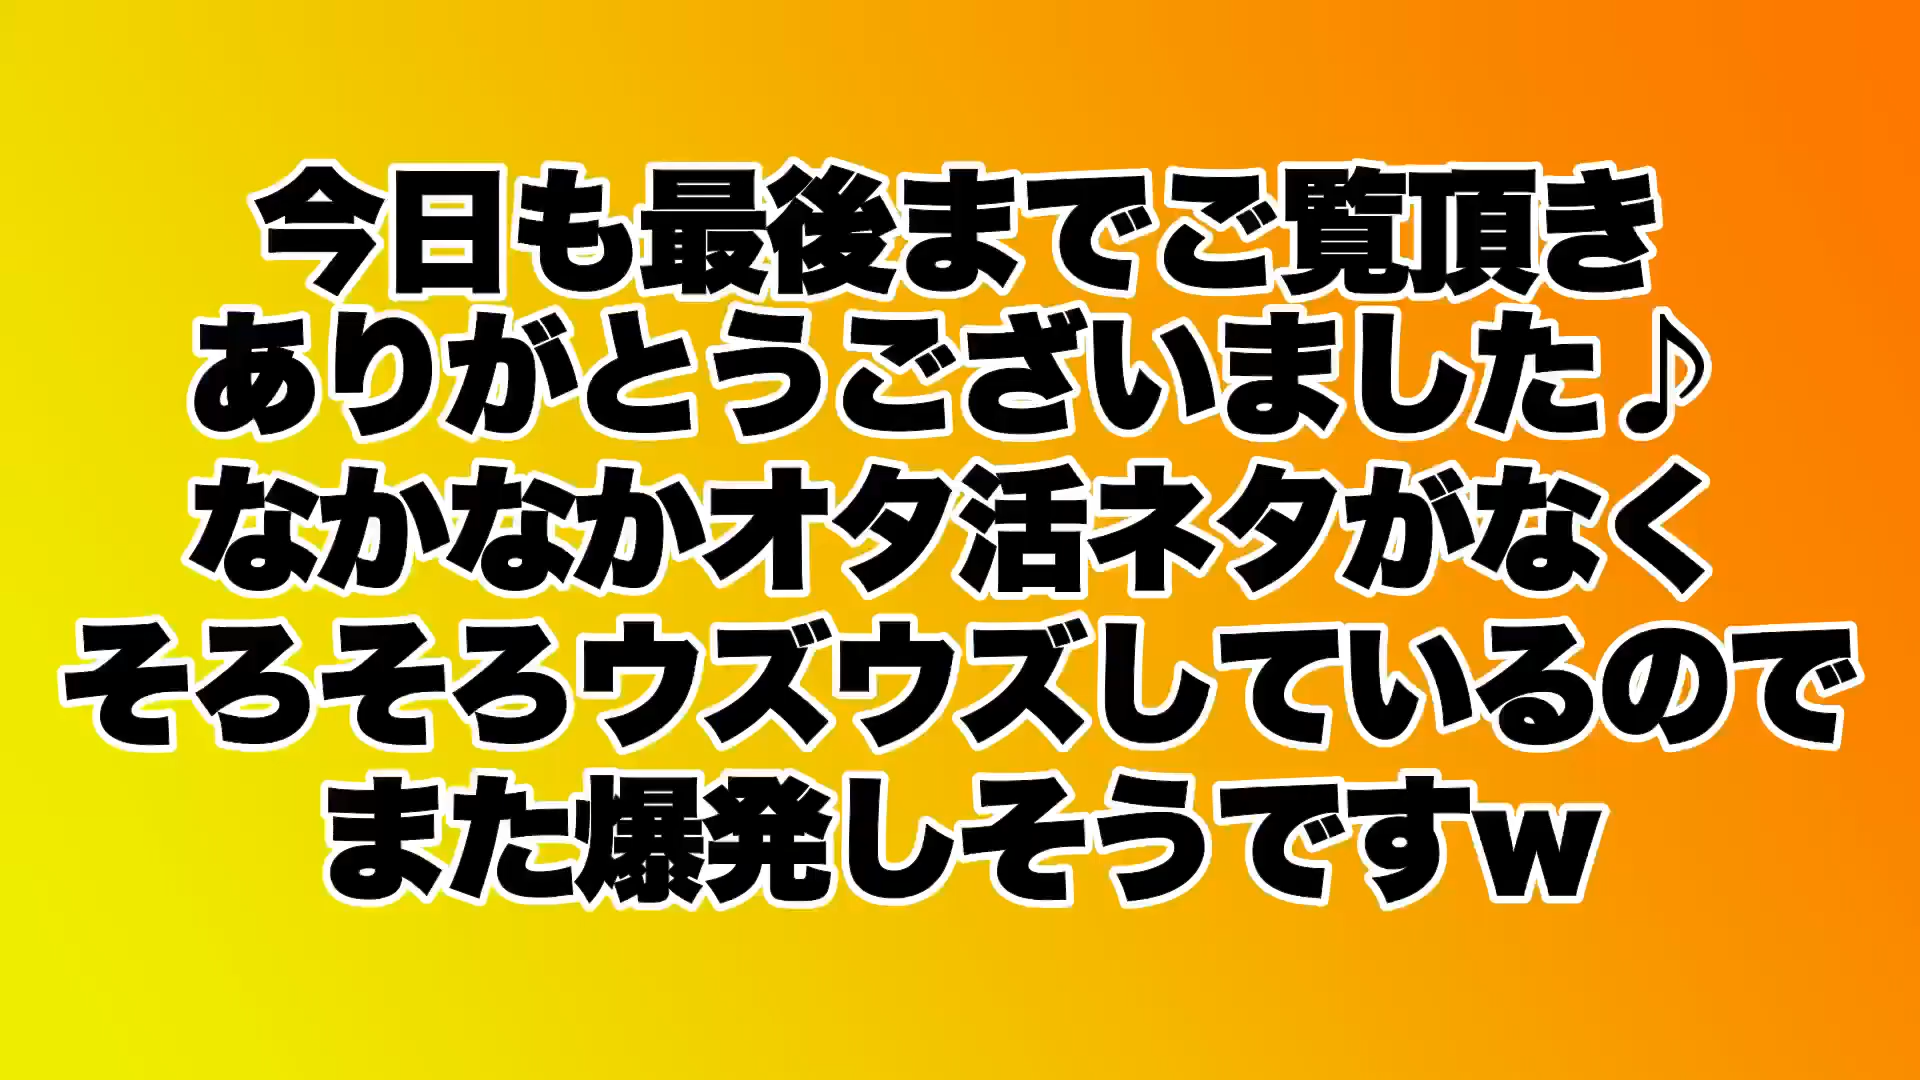 今日も最後までご覧頂き
ありがとうございました♪
なかなかオタ活ネタがなく
そろそろウズウズしているので
また爆発しそうですw